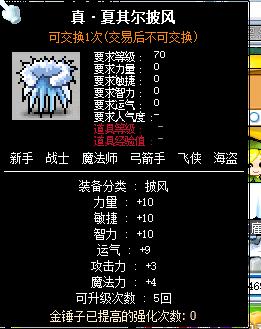 真·夏其尔披风
可交换1次(交易后不可交换)
要求等级： 70
要求力量： 0
要求敏捷： 0
要求智力： 0
要求运气： 0
要求人气度：-
道具等级： -
道具经验值： -
新手 战士 魔法师 弓箭手 飞侠 海盗
装备分类 ： 披风
力量 ： +10
敏捷 ： +10
智力 ： +10
运气 ： +9
攻击力 ： +3
魔法力 ： +4
可升级次数 ： 5回
金锤子已提高的强化次数: 0